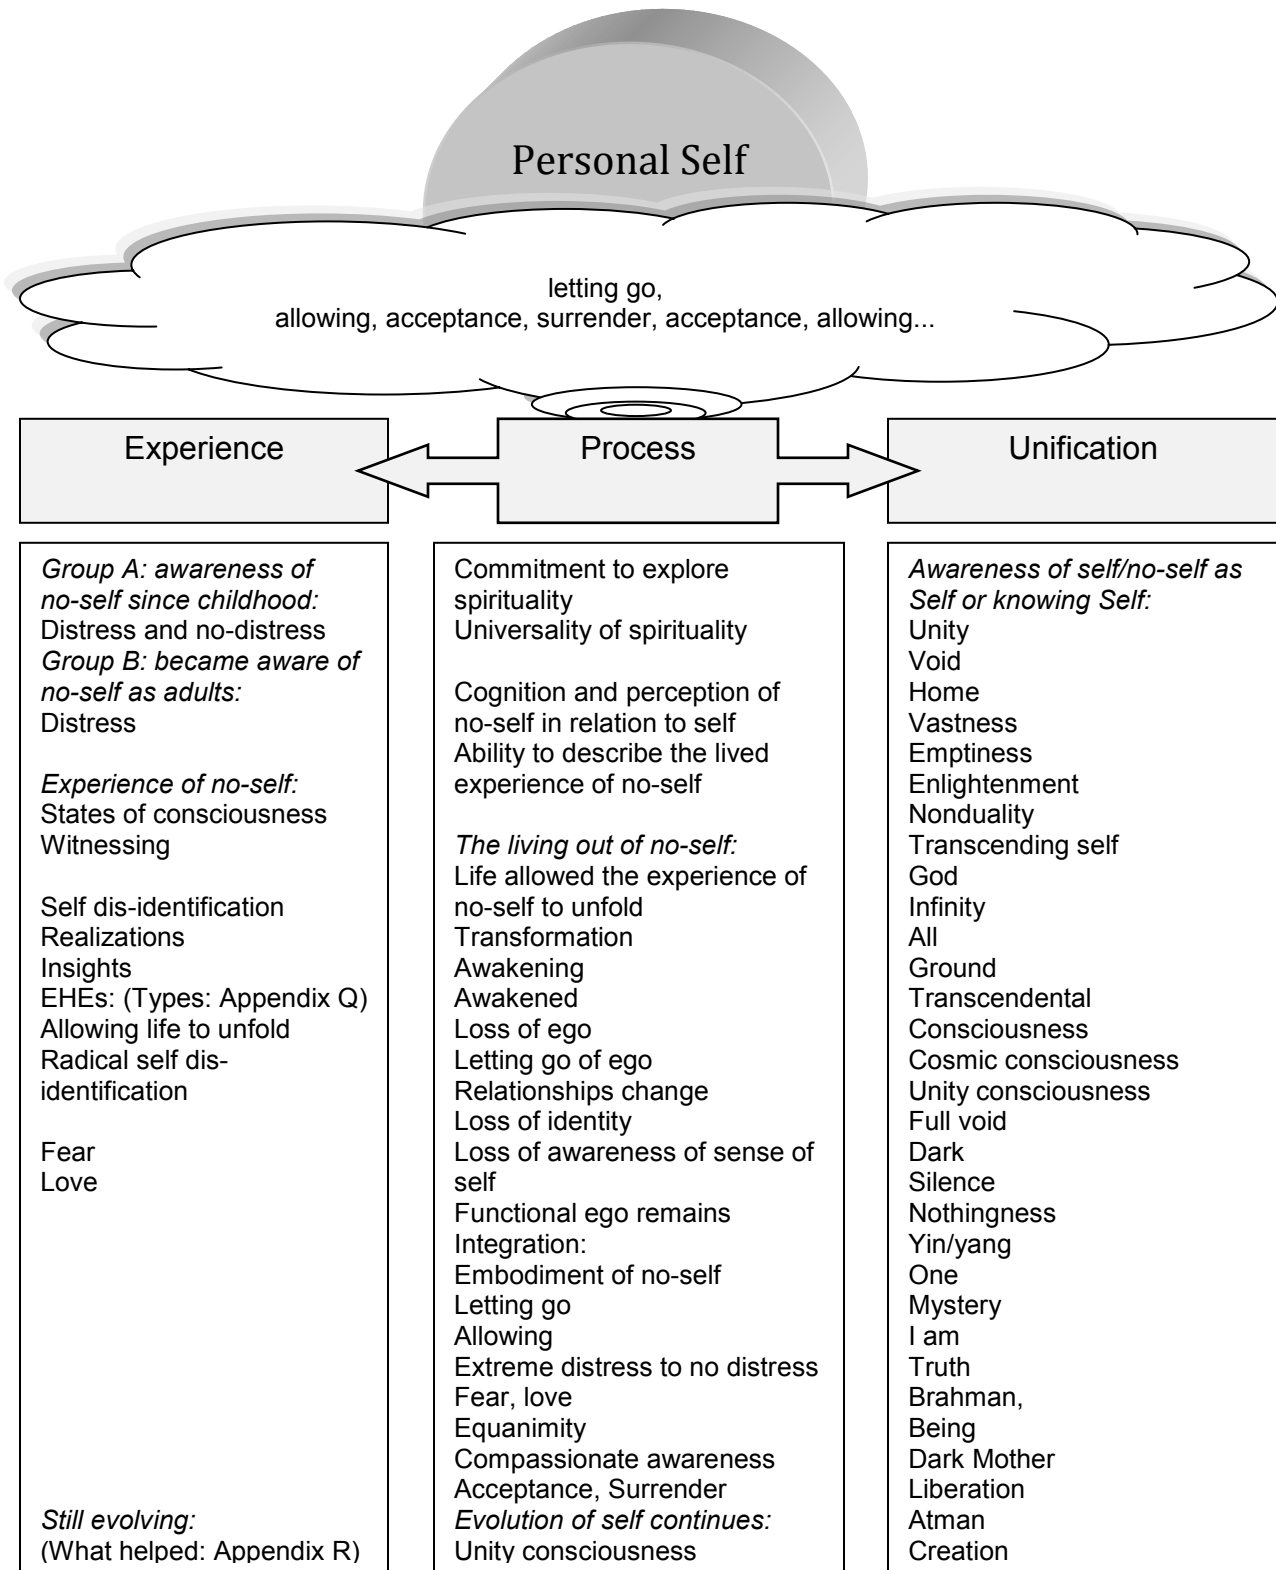 Personal Self
letting go,
allowing, acceptance, surrender, acceptance, allowing...
Experience
Process
Unification
Group A: awareness of
no-self since childhood:
Distress and no-distress
Group B: became aware of
no-self as adults:
Distress
Experience of no-self:
States of consciousness
Witnessing
Self dis-identification
Realizations
Insights
EHEs: (Types: Appendix Q)
Allowing life to unfold
Radical self dis-
identification
Fear
Love
Still evolving:
(What helped: Appendix R)
Commitment to explore
spirituality
Universality of spirituality
Cognition and perception of
no-self in relation to self
Ability to describe the lived
experience of no-self
The living out of no-self:
Life allowed the experience of
no-self to unfold
Transformation
Awakening
Awakened
Loss of ego
Letting go of ego
Relationships change
Loss of identity
Loss of awareness of sense of
self
Functional ego remains
Integration:
Embodiment of no-self
Letting go
Allowing
Extreme distress to no distress
Fear, love
Equanimity
Compassionate awareness
Acceptance, Surrender
Evolution of self continues:
Unity consciousness
Awareness of self/no-self as
Self or knowing Self:
Unity
Void
Home
Vastness
Emptiness
Enlightenment
Nonduality
Transcending self
God
Infinity
All
Ground
Transcendental
Consciousness
Cosmic consciousness
Unity consciousness
Full void
Dark
Silence
Nothingness
Yin/yang
One
Mystery
I am
Truth
Brahman,
Being
Dark Mother
Liberation
Atman
Creation